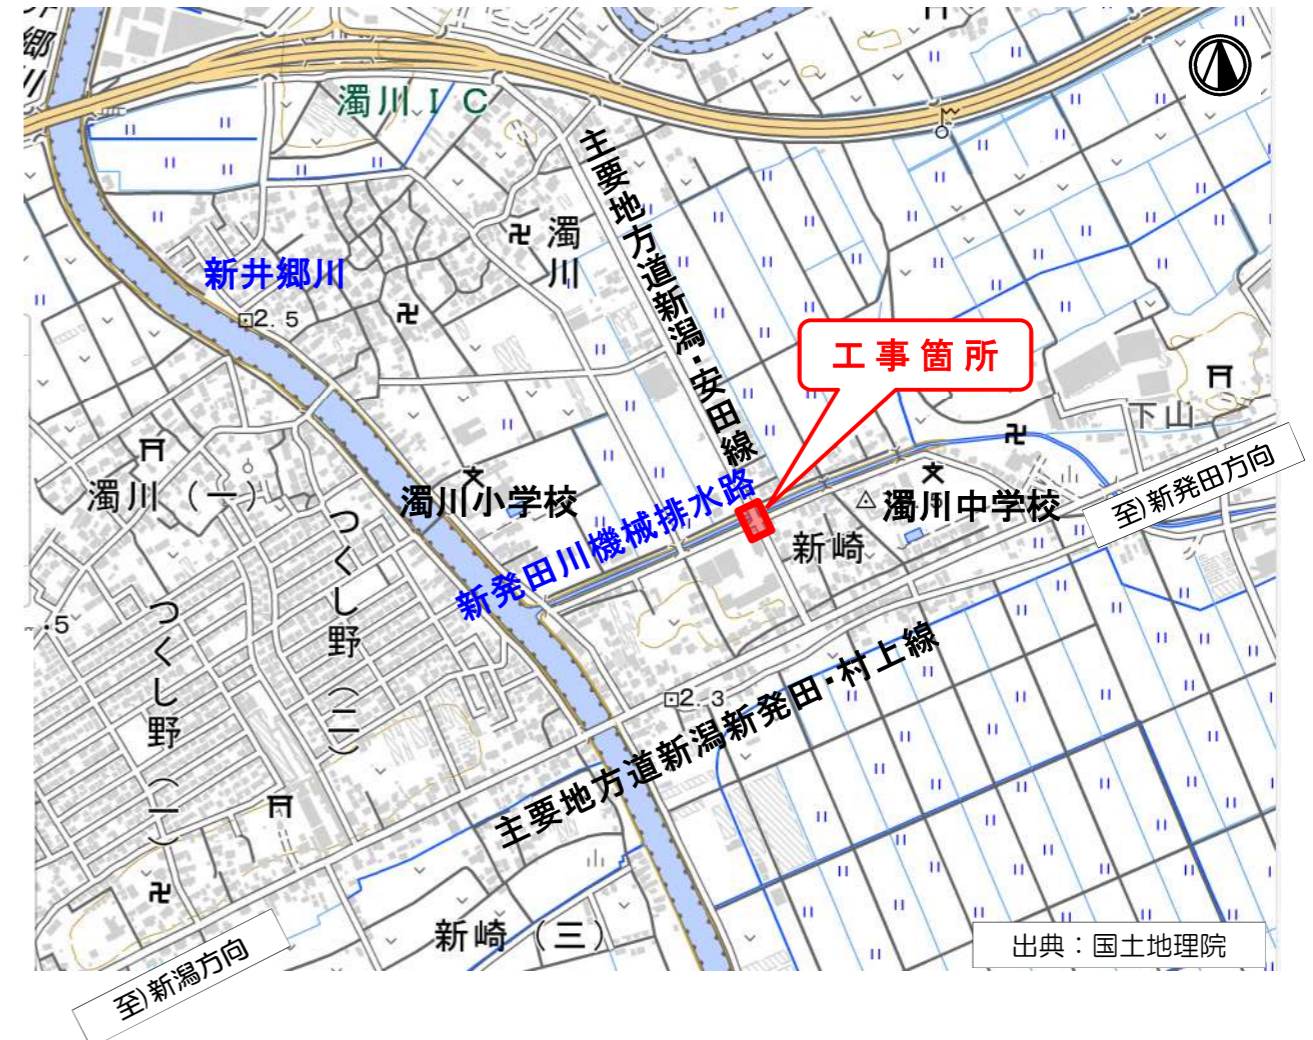 郷川
濁川ＩＣ
主要地方道新潟・安田線
濁川
新井郷川
2.5
工事箇所
下山
至)新発田方向
濁川（一）
濁川小学校
濁川中学校
新発田川機械排水路
新崎
つくし野（二）
つくし野（一）
.5
2.3
主要地方道新潟新発田・村上線
新崎（三）
出典：国土地理院
至)新潟方向